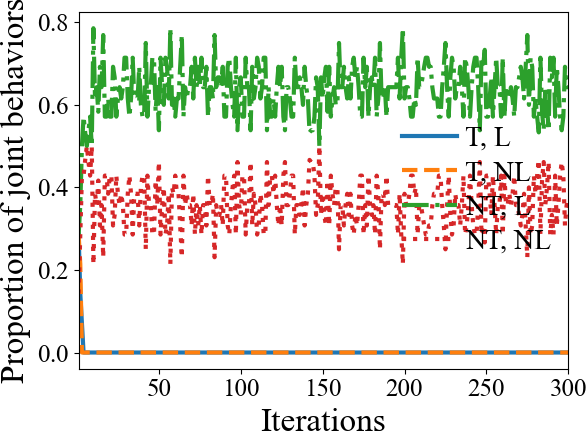 Proportion of joint behaviors
0.8
0.6
0.4
0.2
0.0
T, L
T, NL
NT, L
NT, NL
50
100
150
200
250
300
Iterations